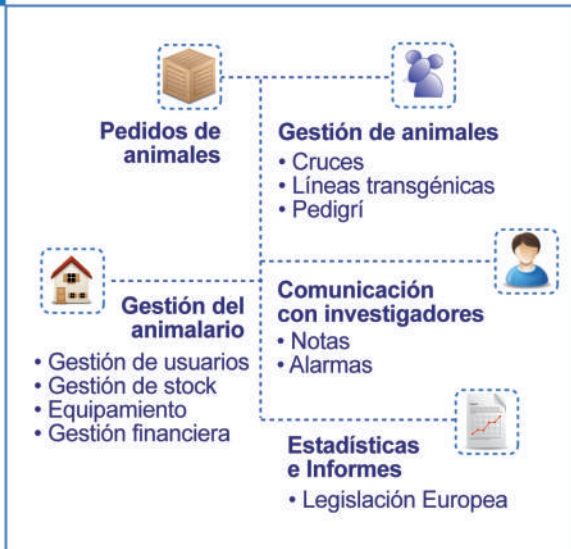 Pedidos de
animales
Gestión de animales
• Cruces
• Líneas transgénicas
• Pedigrí
Gestión del
animalario
• Gestión de usuarios
• Gestión de stock
• Equipamiento
• Gestión financiera
Comunicación
con investigadores
• Notas
• Alarmas
Estadísticas
e Informes
• Legislación Europea